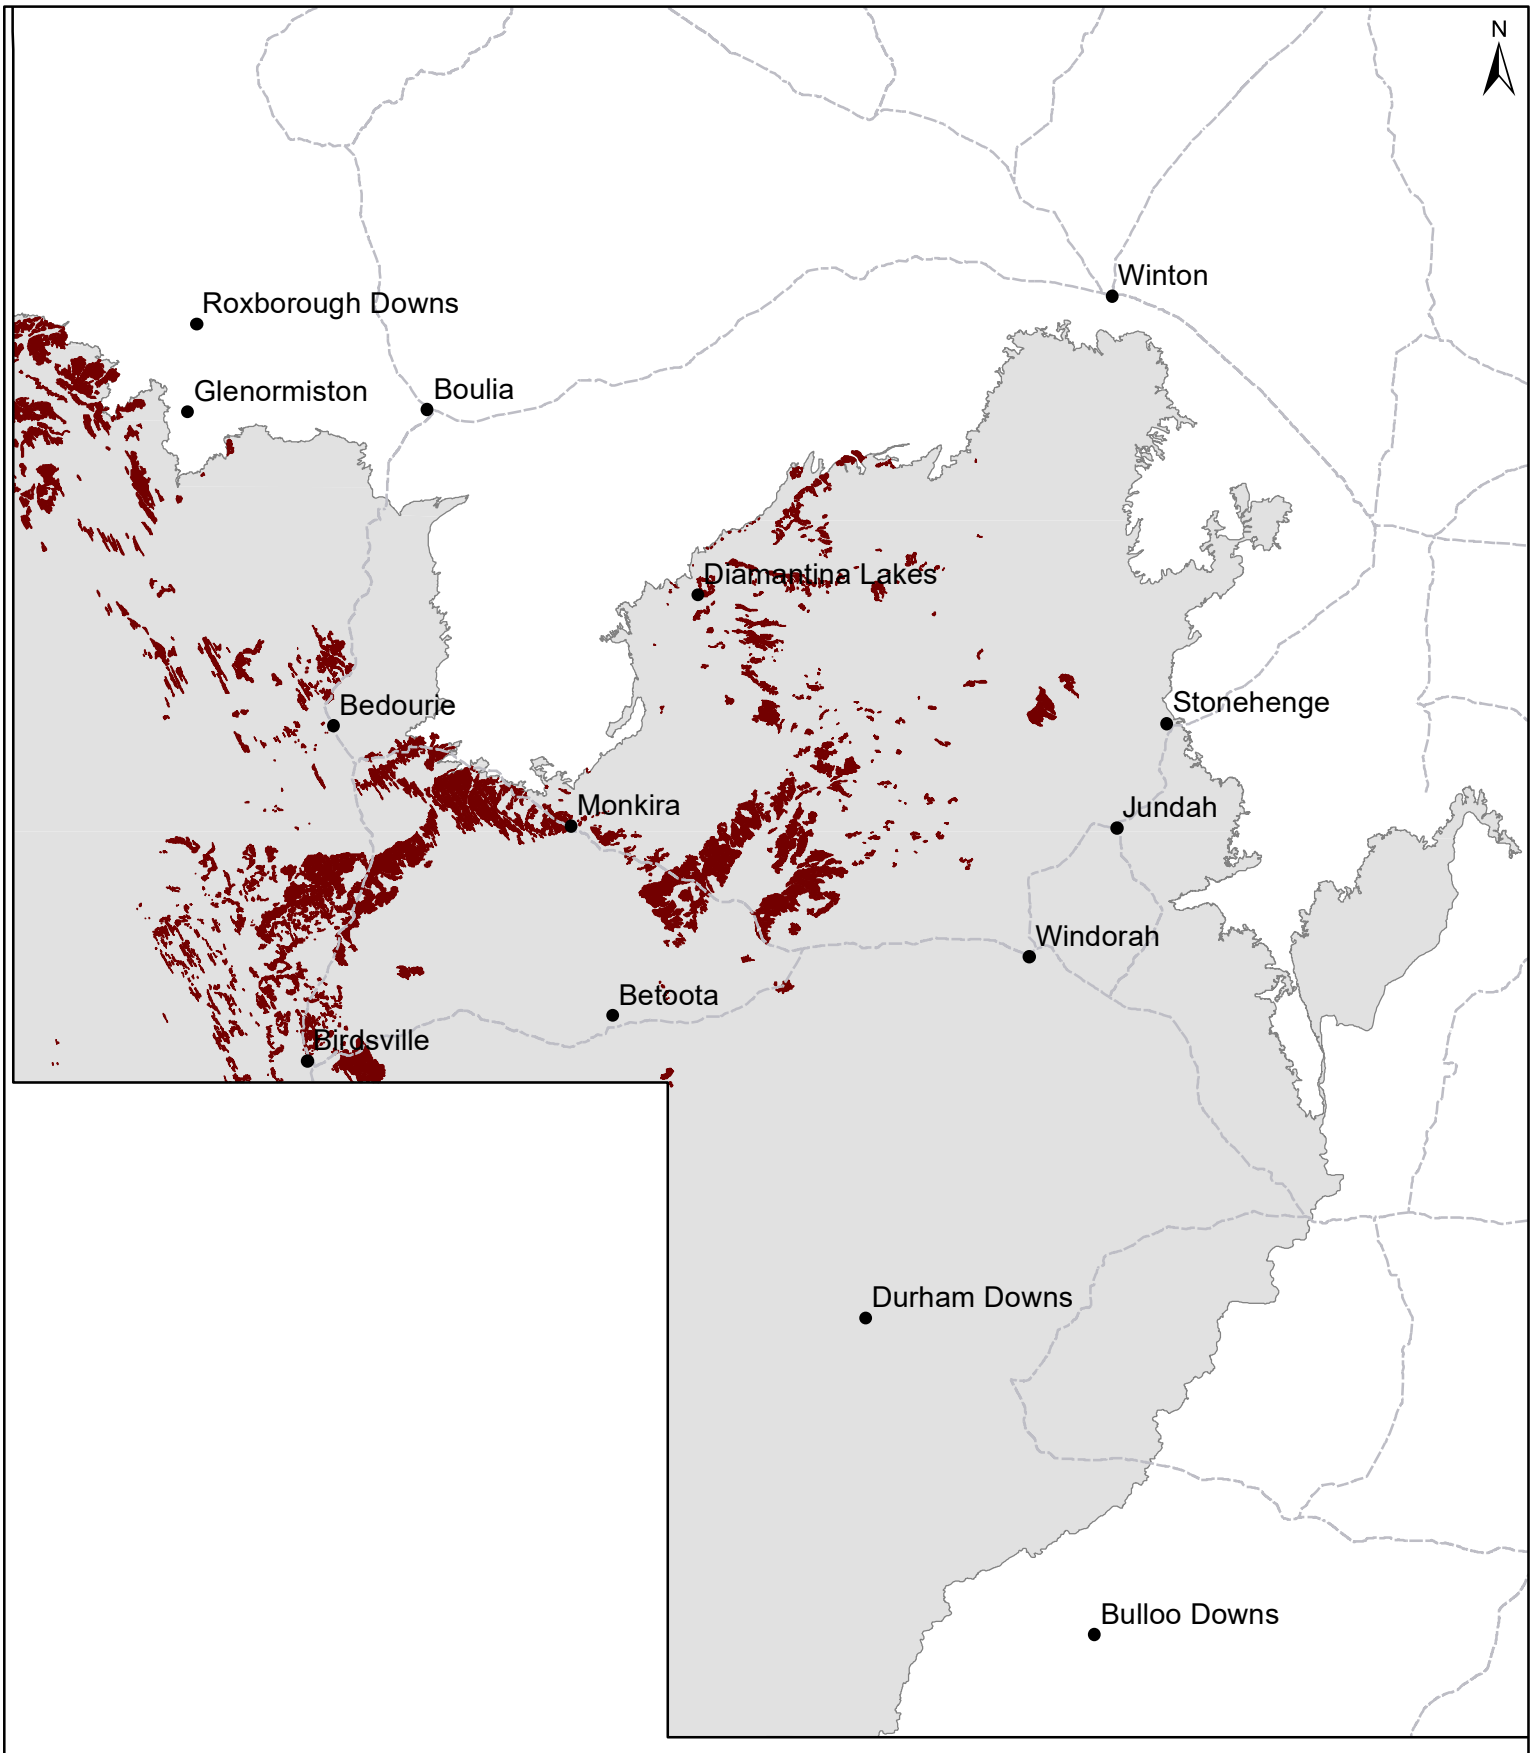 N
Winton
Roxborough Downs
Glenormiston
Boulia
Diamantina Lakes
Bedourie
Stonehenge
Monkira
Jundah
Windorah
Betoota
Birdsville
Durham Downs
Bulloo Downs